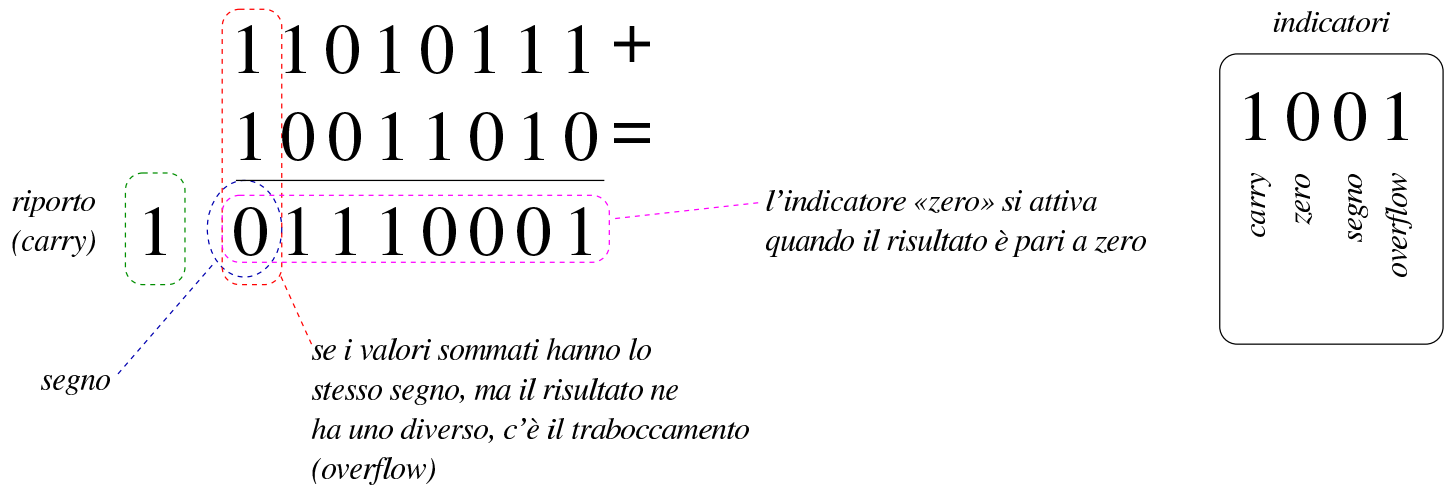 indicatori
1 1 0 1 0 1 1 1 +
1 0 0 1 1 0 1 0 =
1 0 0 1
carry zero segno overflow
riporto
(carry)
1 0 1 1 1 0 0 0 1
l’indicatore «zero» si attiva
quando il risultato è pari a zero
segno
se i valori sommati hanno lo
stesso segno, ma il risultato ne
ha uno diverso, c’è il traboccamento
(overflow)